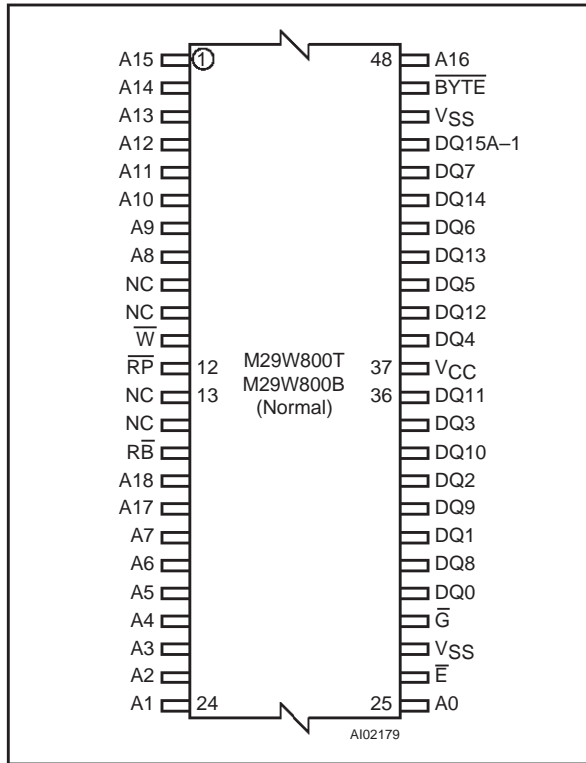 A15 1 48 A16
A14 B̅Y̅T̅E̅
A13 VSS
A12 DQ15A–1
A11 DQ7
A10 DQ14
A9 DQ6
A8 DQ13
NC DQ5
NC DQ12
W̅ DQ4
R̅P̅ 12 M29W800T 37 VCC
NC 13 M29W800B 36 DQ11
(Normal)
NC DQ3
RB̅ DQ10
A18 DQ2
A17 DQ9
A7 DQ1
A6 DQ8
A5 DQ0
A4 G̅
A3 VSS
A2 E̅
A1 24 25 A0
AI02179